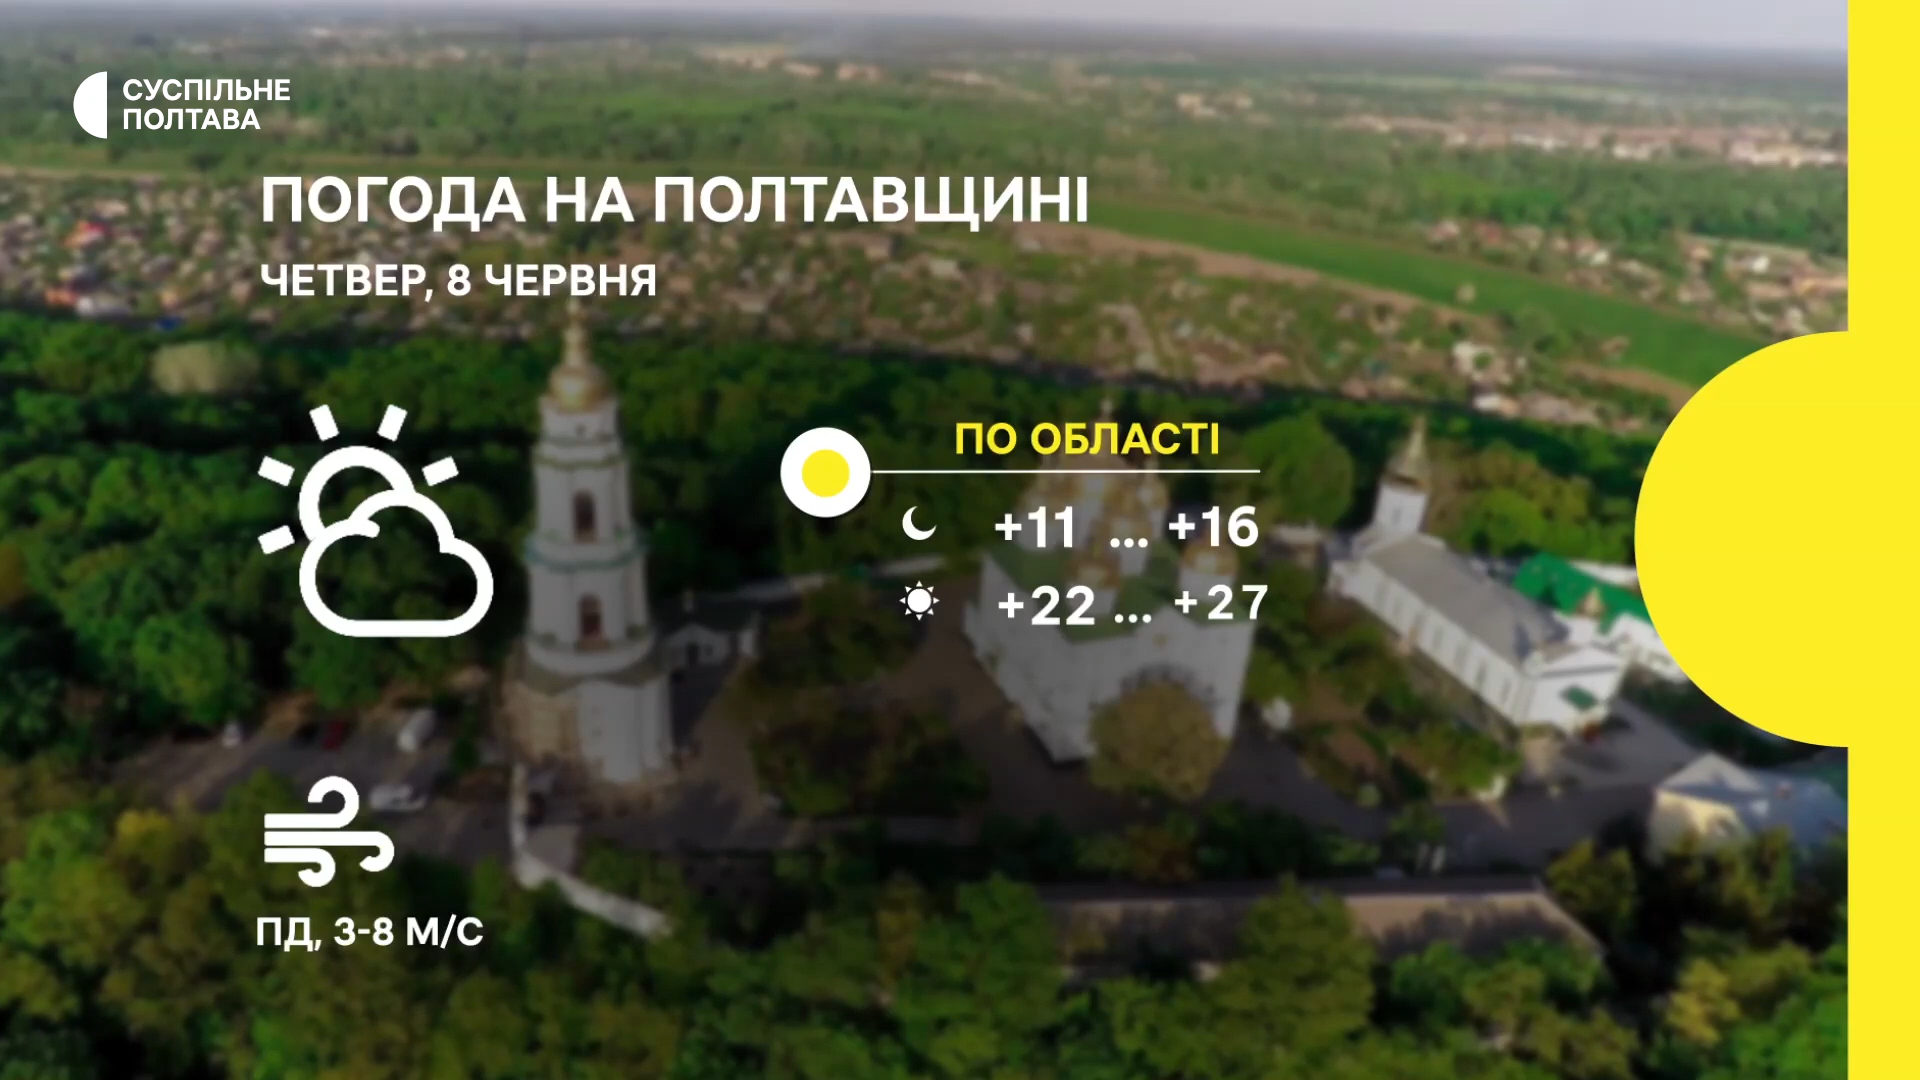 СУСПІЛЬНЕ
ПОЛТАВА
ПОГОДА НА ПОЛТАВЩИНІ
ЧЕТВЕР, 8 ЧЕРВНЯ
ПО ОБЛАСТІ
+11 ... +16
+22 ... +27
ПД, 3-8 М/С